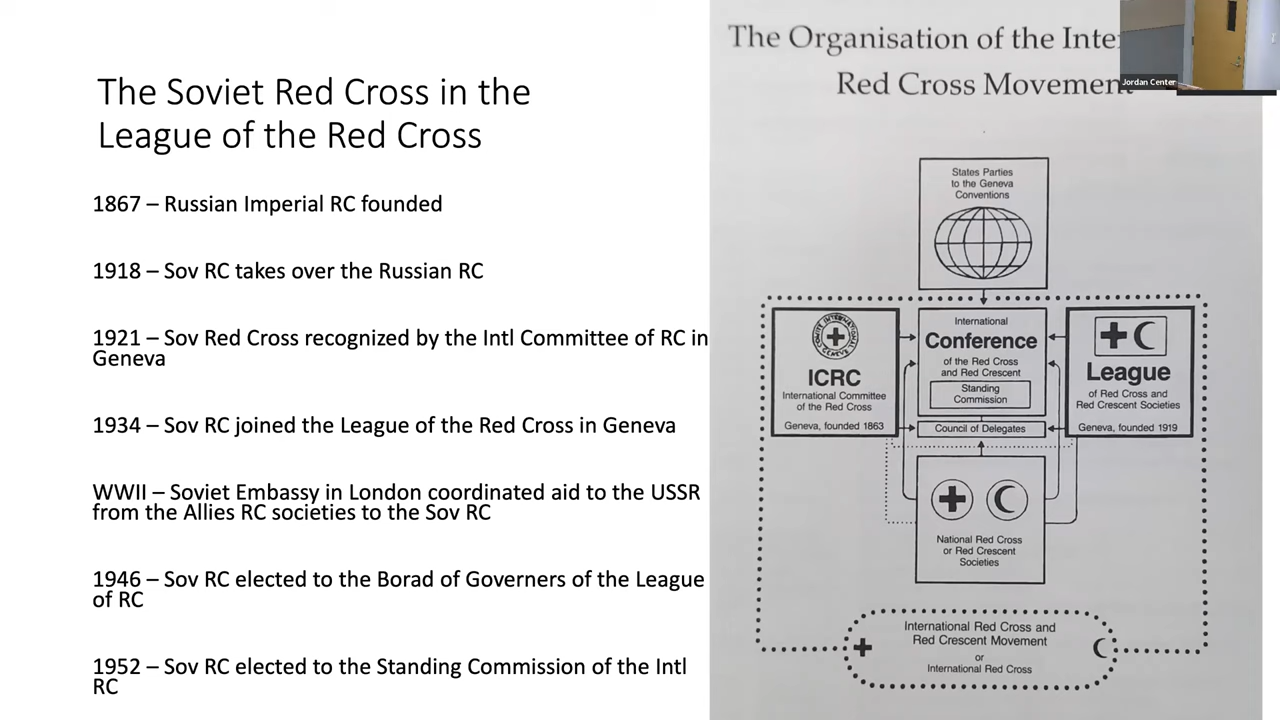 The Soviet Red Cross in the
League of the Red Cross
1867 – Russian Imperial RC founded
1918 – Sov RC takes over the Russian RC
1921 – Sov Red Cross recognized by the Intl Committee of RC in
Geneva
1934 – Sov RC joined the League of the Red Cross in Geneva
WWII – Soviet Embassy in London coordinated aid to the USSR
from the Allies RC societies to the Sov RC
1946 – Sov RC elected to the Borad of Governers of the League
of RC
1952 – Sov RC elected to the Standing Commission of the Intl
RC
The Organisation of the Inte
Red Cross Movement
Jordan Center
States Parties
to the Geneva
Conventions
COMITE INTERNATIONAL
GENEVE
ICRC
International Committee
of the Red Cross
Geneva, founded 1863
International
Conference
of the Red Cross
and Red Crescent
Standing
Commission
Council of Delegates
League
of Red Cross and
Red Crescent Societies
Geneva, founded 1919
National Red Cross
or Red Crescent
Societies
International Red Cross and
Red Crescent Movement
or
International Red Cross